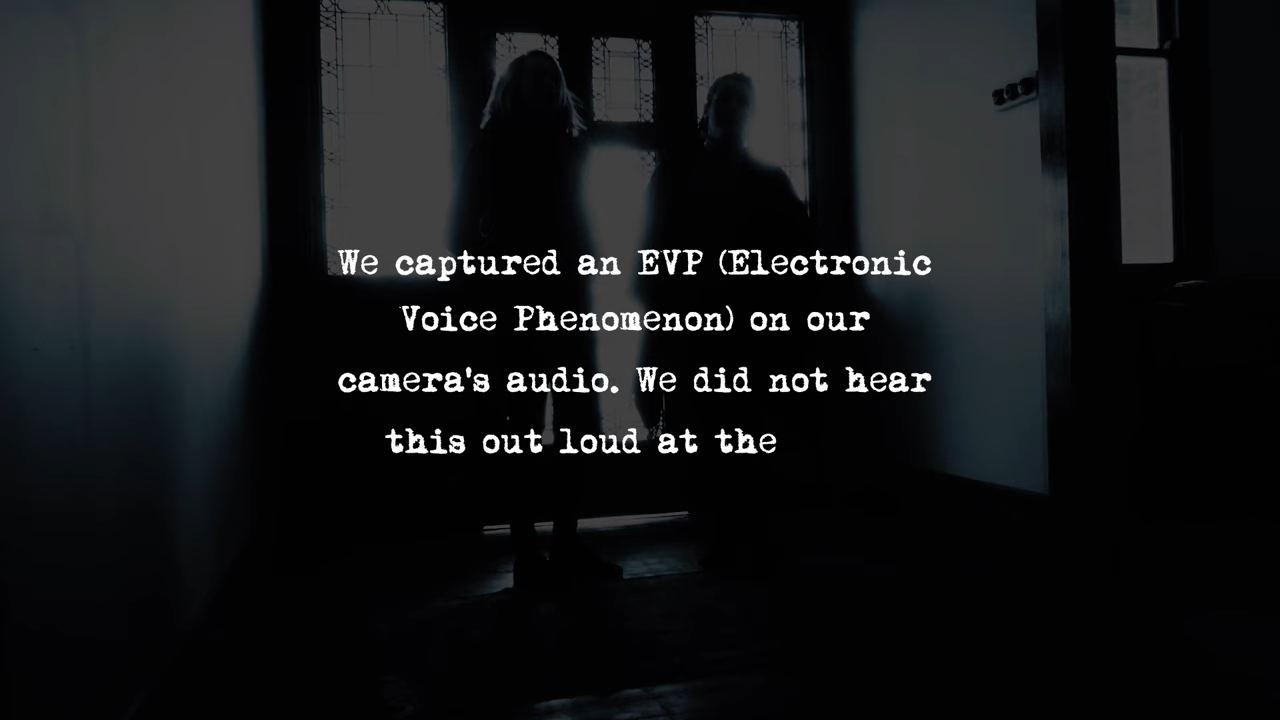 We captured an EVP (Electronic
Voice Phenomenon) on our
camera's audio. We did not hear
this out loud at the